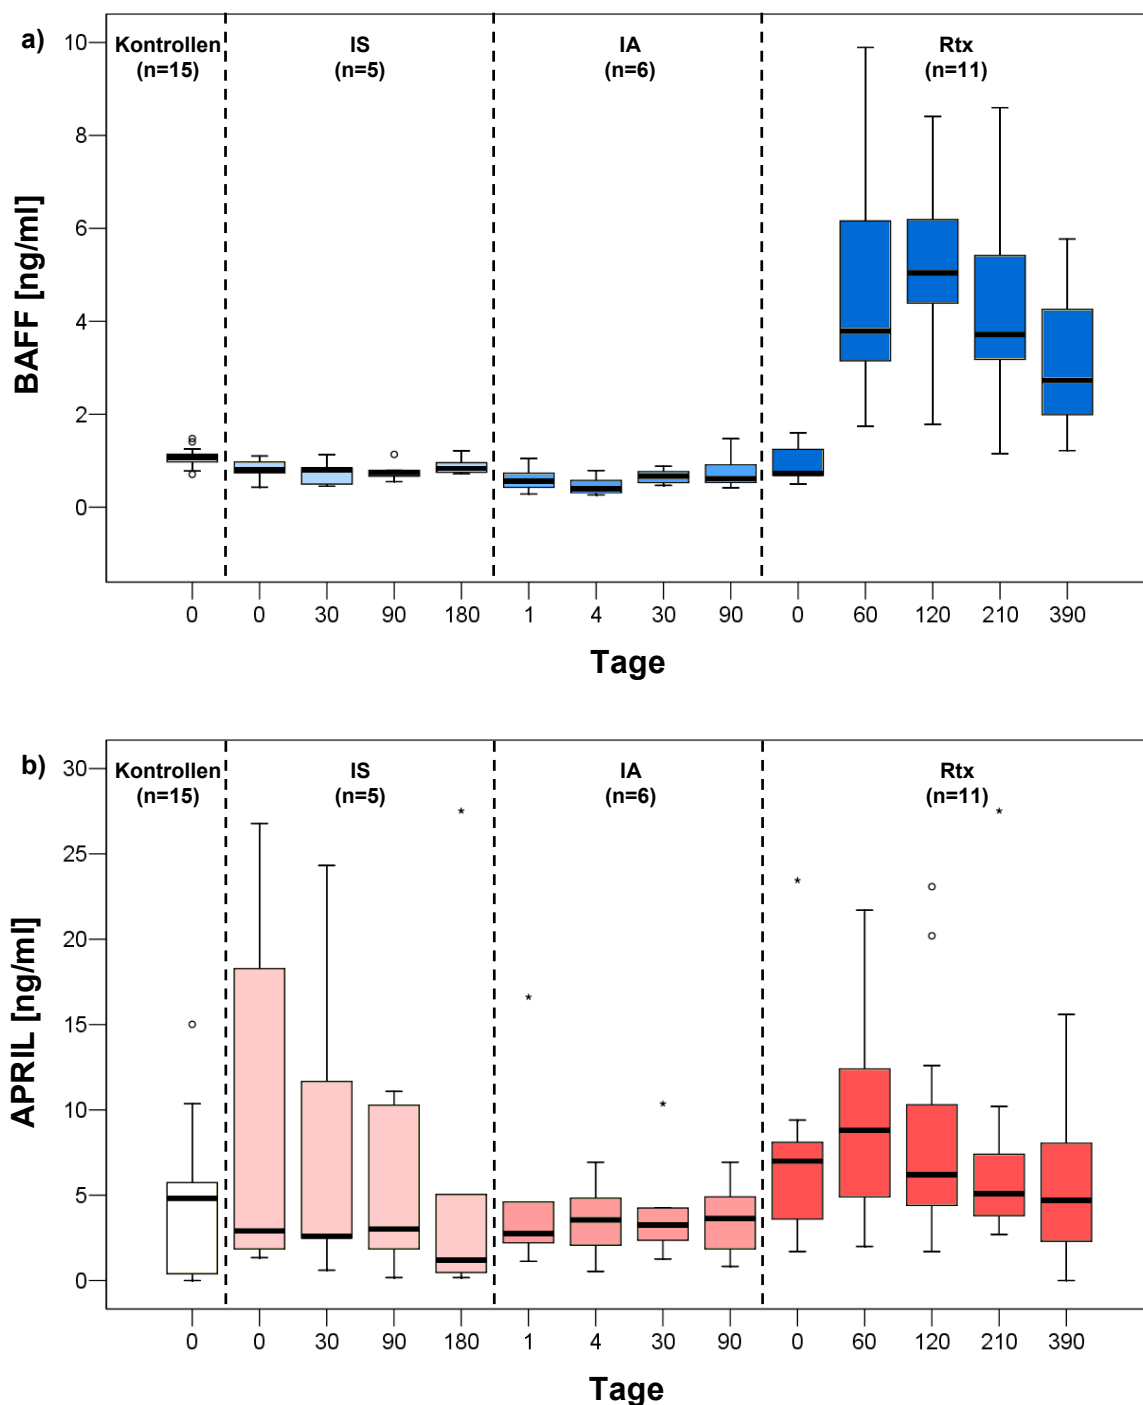 a)
Kontrollen
(n=15)
IS
(n=5)
IA
(n=6)
Rtx
(n=11)
BAFF [ng/ml]
10
8
6
4
2
0
0 0 30 90 180 1 4 30 90 0 60 120 210 390
Tage
b)
Kontrollen
(n=15)
IS
(n=5)
IA
(n=6)
Rtx
(n=11)
APRIL [ng/ml]
30
25
20
15
10
5
0
0 0 30 90 180 1 4 30 90 0 60 120 210 390
Tage